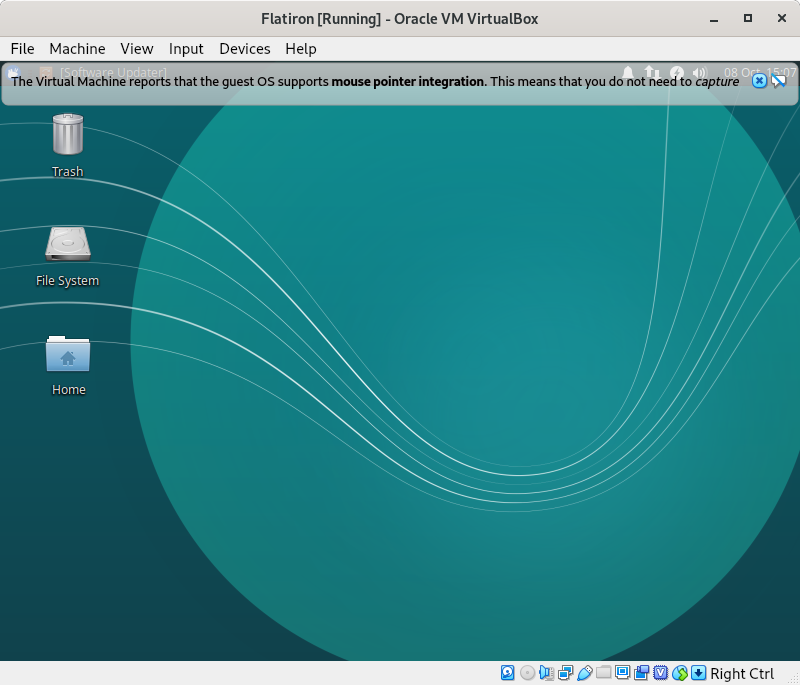 Flatiron [Running] - Oracle VM VirtualBox
File Machine View Input Devices Help
[Software Updater] 08 Oct, 15:07
The Virtual Machine reports that the guest OS supports mouse pointer integration. This means that you do not need to capture
Trash
File System
Home
Right Ctrl